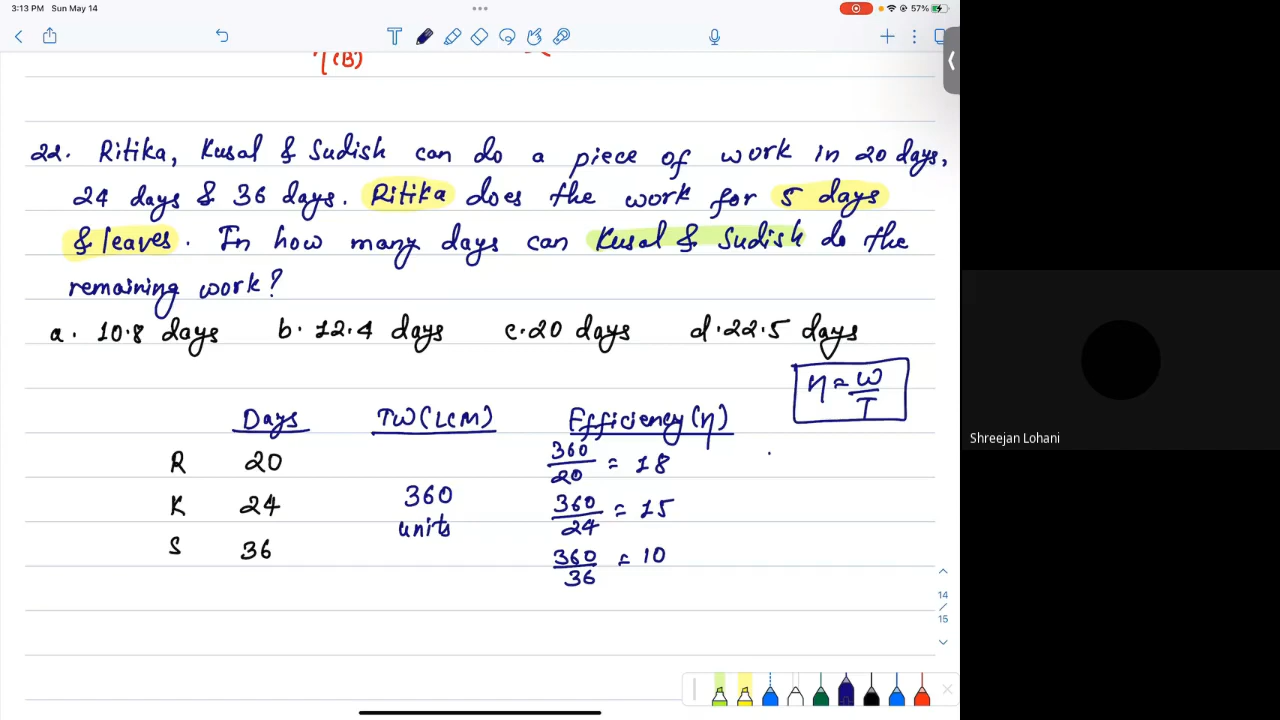 3:13 PM Sun May 14
57%
η(B)
22. Ritika, Kusal & Sudish can do a piece of work in 20 days,
24 days & 36 days. Ritika does the work for 5 days
& leaves. In how many days can Kusal & Sudish do the
remaining work?
a. 10.8 days b. 12.4 days c. 20 days d. 22.5 days
η = W/T
Days TW(LCM) Efficiency(η)
R 20 360/20 = 18
K 24 360 units 360/24 = 15
S 36 360/36 = 10
14
/
15
Shreejan Lohani